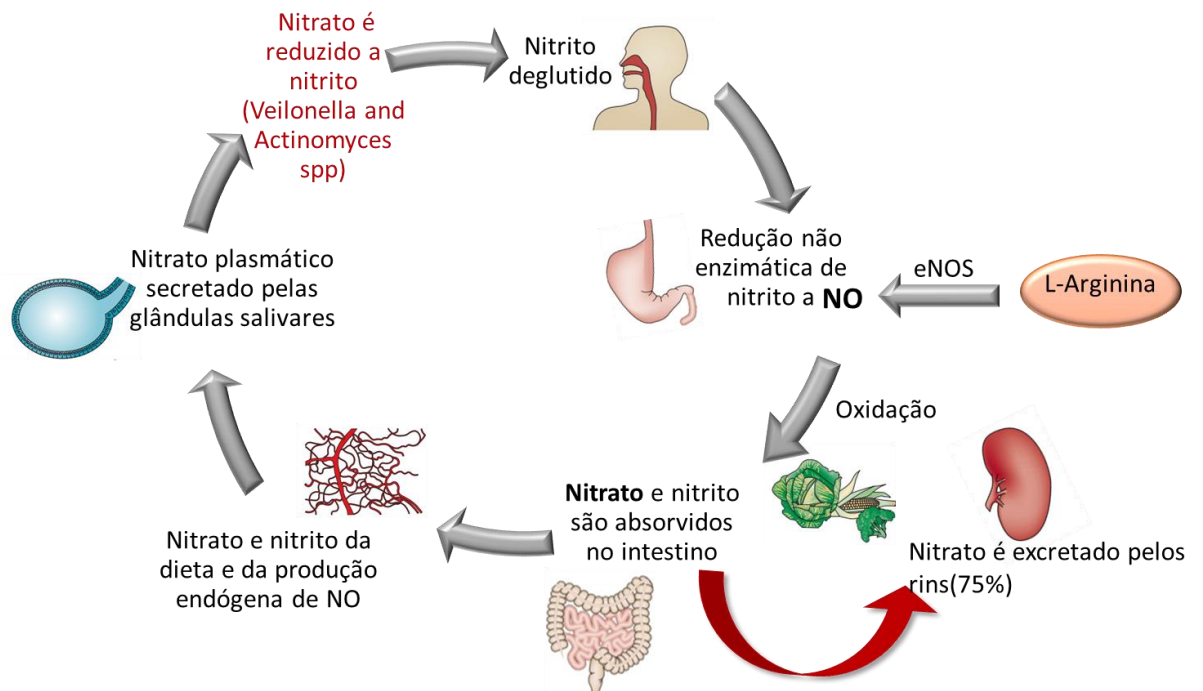 Nitrato é
reduzido a
nitrito
(Veilonella and
Actinomyces
spp)
Nitrito
deglutido
Redução não
enzimática de
nitrito a NO
eNOS
L-Arginina
Oxidação
Nitrato e nitrito
são absorvidos
no intestino
Nitrato é excretado pelos
rins(75%)
Nitrato e nitrito da
dieta e da produção
endógena de NO
Nitrato plasmático
secretado pelas
glândulas salivares